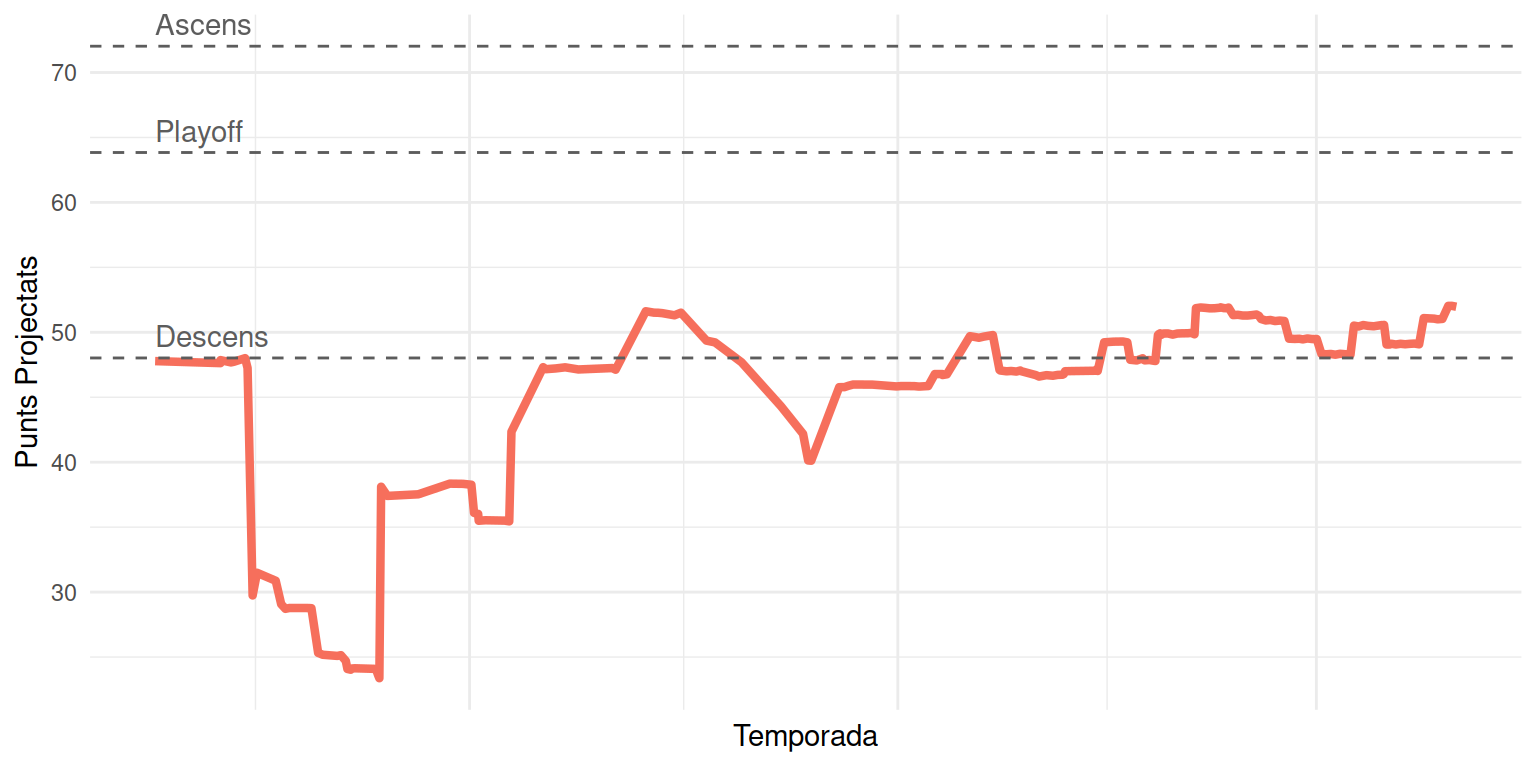 Ascens
70
Playoff
60
Descens
50
Punts Projectats
40
30
Temporada